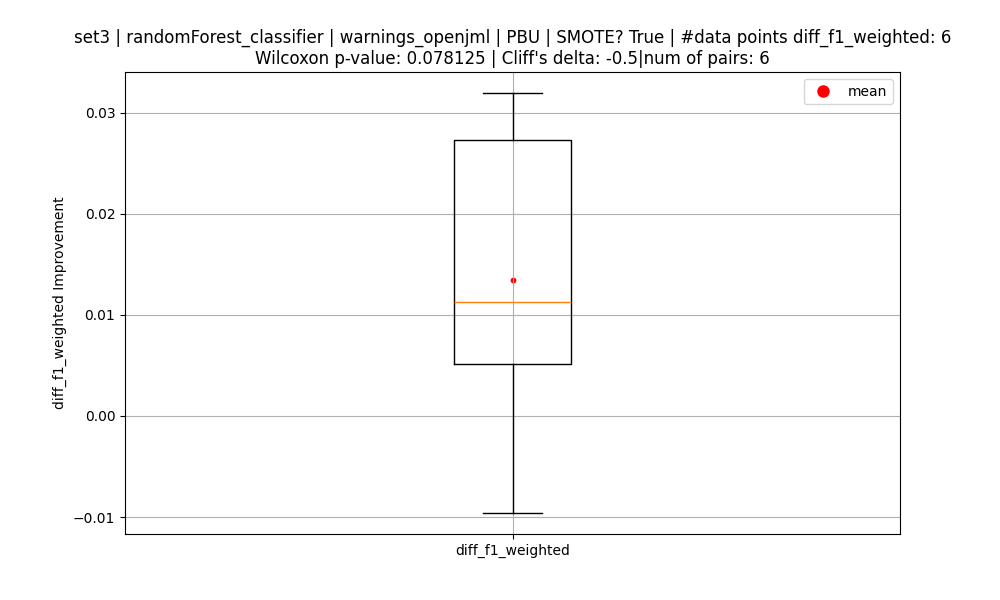 set3 | randomForest_classifier | warnings_openjml | PBU | SMOTE? True | #data points diff_f1_weighted: 6
Wilcoxon p-value: 0.078125 | Cliff's delta: -0.5|num of pairs: 6
mean
0.03
0.02
0.01
0.00
−0.01
diff_f1_weighted Improvement
diff_f1_weighted